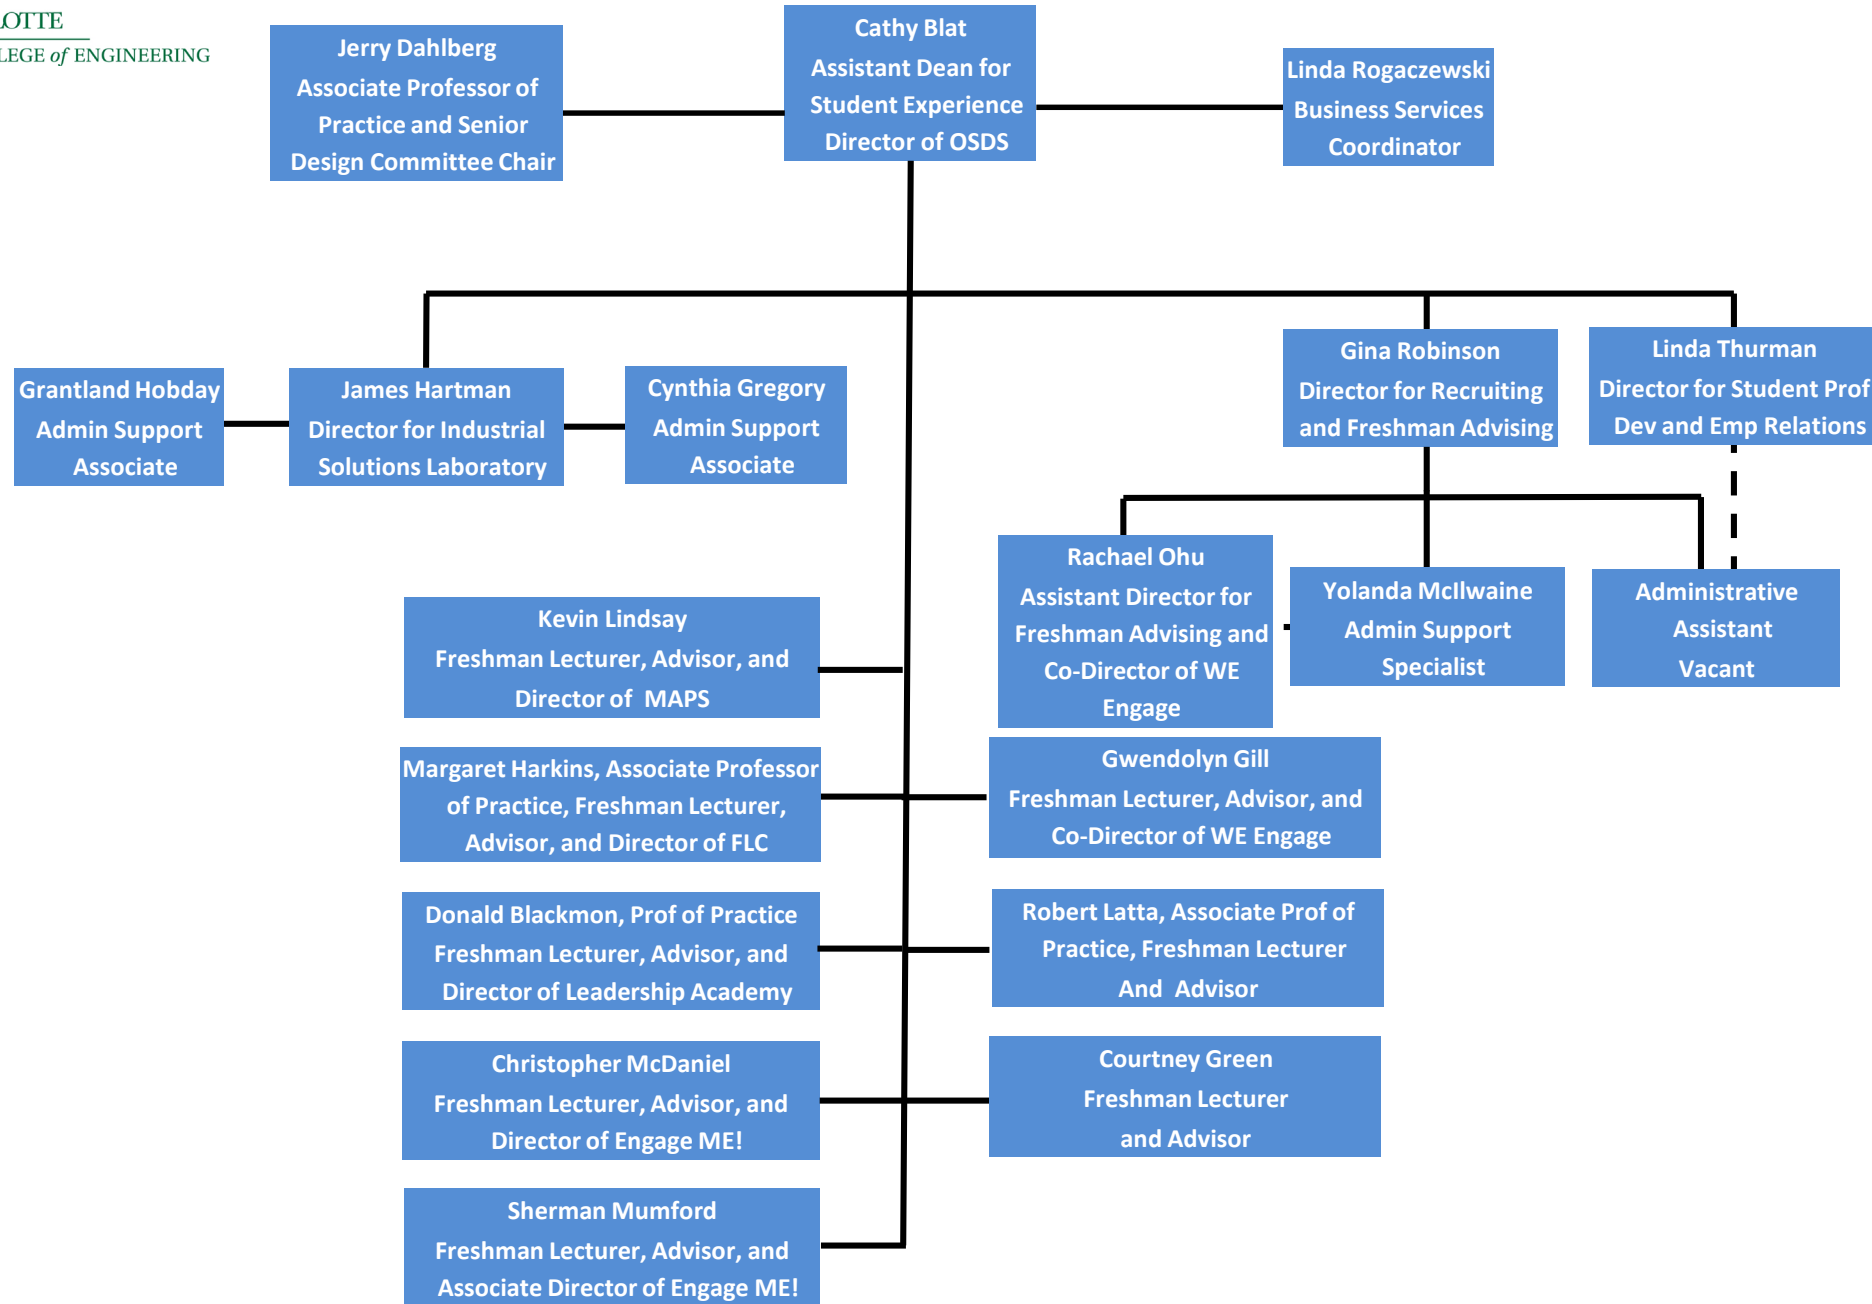 LOTTE
LEGE of ENGINEERING
Jerry Dahlberg
Associate Professor of
Practice and Senior
Design Committee Chair
Cathy Blat
Assistant Dean for
Student Experience
Director of OSDS
Linda Rogaczewski
Business Services
Coordinator
Grantland Hobday
Admin Support
Associate
James Hartman
Director for Industrial
Solutions Laboratory
Cynthia Gregory
Admin Support
Associate
Gina Robinson
Director for Recruiting
and Freshman Advising
Linda Thurman
Director for Student Prof
Dev and Emp Relations
Rachael Ohu
Assistant Director for
Freshman Advising and
Co-Director of WE
Engage
Yolanda McIlwaine
Admin Support
Specialist
Administrative
Assistant
Vacant
Kevin Lindsay
Freshman Lecturer, Advisor, and
Director of MAPS
Margaret Harkins, Associate Professor
of Practice, Freshman Lecturer,
Advisor, and Director of FLC
Gwendolyn Gill
Freshman Lecturer, Advisor, and
Co-Director of WE Engage
Donald Blackmon, Prof of Practice
Freshman Lecturer, Advisor, and
Director of Leadership Academy
Robert Latta, Associate Prof of
Practice, Freshman Lecturer
And Advisor
Christopher McDaniel
Freshman Lecturer, Advisor, and
Director of Engage ME!
Courtney Green
Freshman Lecturer
and Advisor
Sherman Mumford
Freshman Lecturer, Advisor, and
Associate Director of Engage ME!